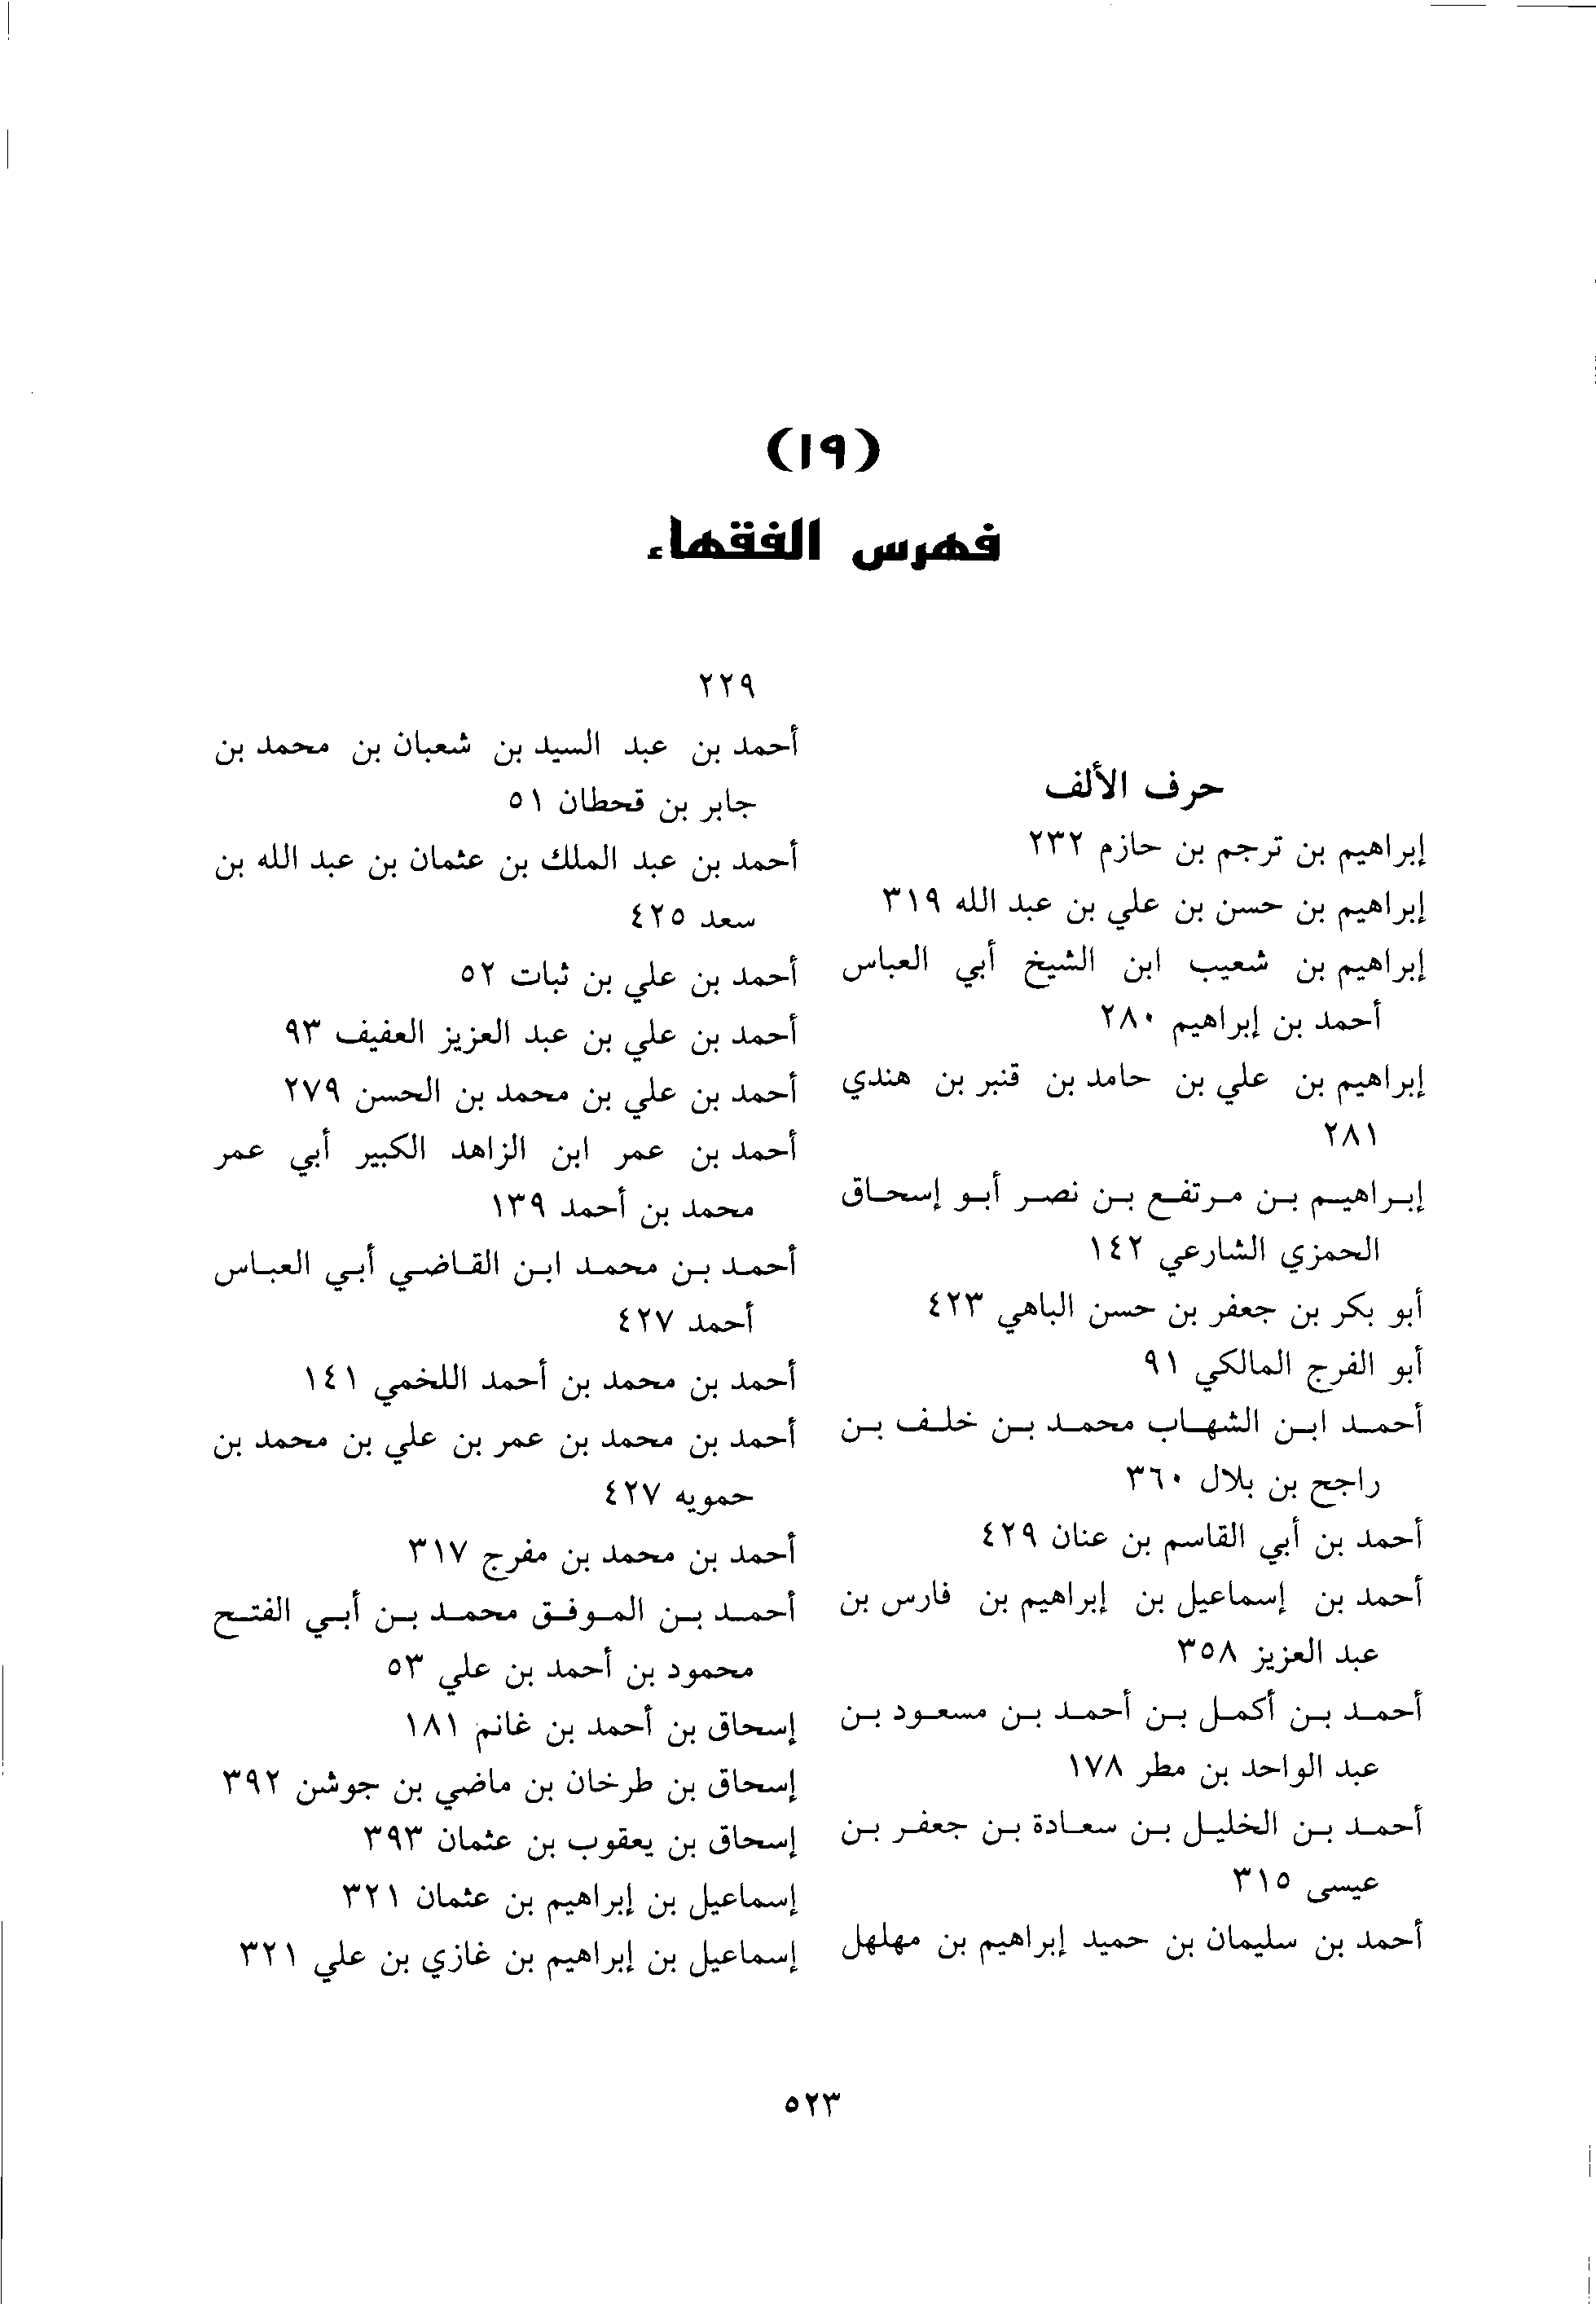 (١٩)
فهرس الفقهاء
حرف الألف
إبراهيم بن ترجم بن حازم ٢٣٢
إبراهيم بن حسن بن علي بن عبد الله ٣١٩
إبراهيم بن شعيب ابن الشيخ أبي العباس
أحمد بن إبراهيم ٢٨٠
إبراهيم بن علي بن حامد بن قنبر بن هندي
٢٨١
إبراهيم بن مرتفع بن نصر أبو إسحاق
الحمزي الشارعي ١٤٢
أبو بكر بن جعفر بن حسن الباهي ٤٢٣
أبو الفرج المالكي ٩١
أحمد ابن الشهاب محمد بن خلف بن
راجح بن بلال ٣٦٠
أحمد بن أبي القاسم بن عنان ٤٢٩
أحمد بن إسماعيل بن إبراهيم بن فارس بن
عبد العزيز ٣٥٨
أحمد بن أكمل بن أحمد بن مسعود بن
عبد الواحد بن مطر ١٧٨
أحمد بن الخليل بن سعادة بن جعفر بن
عيسى ٣١٥
أحمد بن سليمان بن حميد إبراهيم بن مهلهل
٢٢٩
أحمد بن عبد السيد بن شعبان بن محمد بن
جابر بن قحطان ٥١
أحمد بن عبد الملك بن عثمان بن عبد الله بن
سعد ٤٢٥
أحمد بن علي بن ثبات ٥٢
أحمد بن علي بن عبد العزيز العفيف ٩٣
أحمد بن علي بن محمد بن الحسن ٢٧٩
أحمد بن عمر ابن الزاهد الكبير أبي عمر
محمد بن أحمد ١٣٩
أحمد بن محمد ابن القاضي أبي العباس
أحمد ٤٢٧
أحمد بن محمد بن أحمد اللخمي ١٤١
أحمد بن محمد بن عمر بن علي بن محمد بن
حمويه ٤٢٧
أحمد بن محمد بن مفرج ٣١٧
أحمد بن الموفق محمد بن أبي الفتح
محمود بن أحمد بن علي ٥٣
إسحاق بن أحمد بن غانم ١٨١
إسحاق بن طرخان بن ماضي بن جوشن ٣٩٢
إسحاق بن يعقوب بن عثمان ٣٩٣
إسماعيل بن إبراهيم بن عثمان ٣٢١
إسماعيل بن إبراهيم بن غازي بن علي ٣٢١
٥٢٣